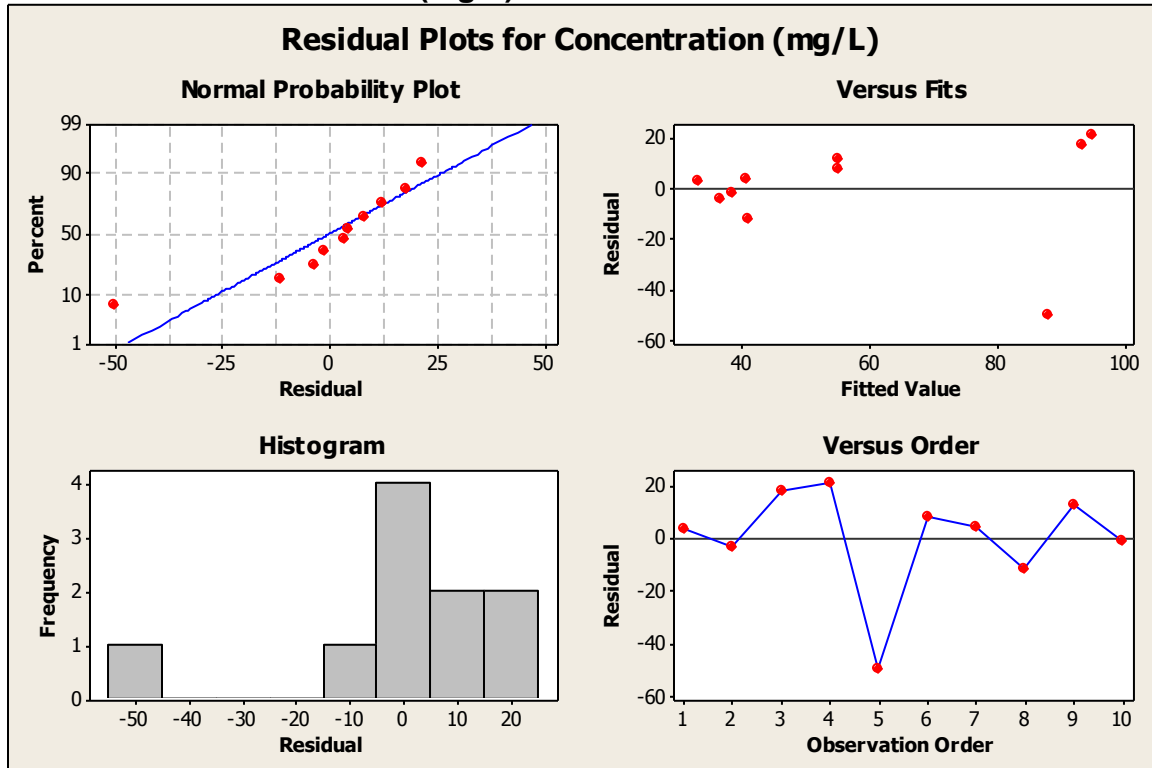 Residual Plots for Concentration (mg/L)
Normal Probability Plot
99
90
50
10
1
Percent
-50 -25 0 25 50
Residual
Versus Fits
20
0
-20
-40
-60
Residual
40 60 80 100
Fitted Value
Histogram
4
3
2
1
0
Frequency
-50 -40 -30 -20 -10 0 10 20
Residual
Versus Order
20
0
-20
-40
-60
Residual
1 2 3 4 5 6 7 8 9 10
Observation Order